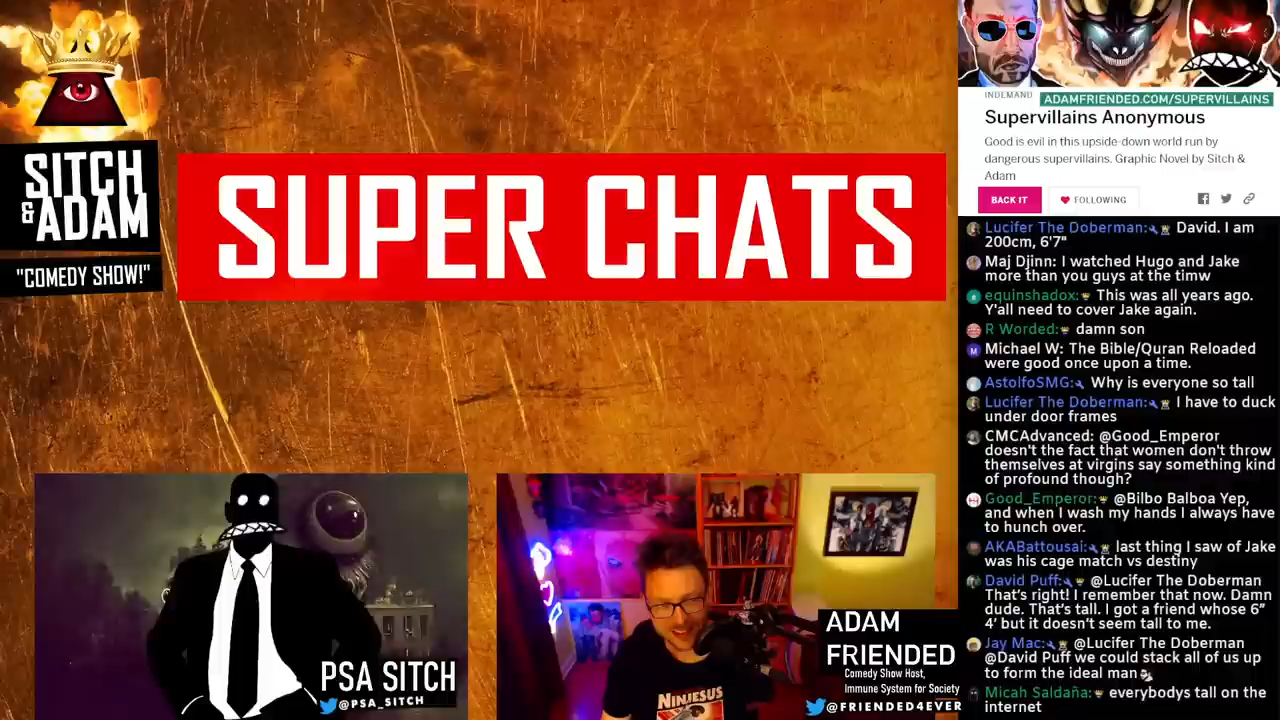 SITCH
& ADAM
"COMEDY SHOW!"
SUPER CHATS
INDEMAND
ADAMFRIENDED.COM/SUPERVILLAINS
Supervillains Anonymous
Good is evil in this upside-down world run by
dangerous supervillains. Graphic Novel by Sitch &
Adam
BACK IT
FOLLOWING
Lucifer The Doberman: David. I am
200cm, 6'7"
Maj Djinn: I watched Hugo and Jake
more than you guys at the timw
equinshadox: This was all years ago.
Y'all need to cover Jake again.
R Worded: damn son
Michael W: The Bible/Quran Reloaded
were good once upon a time.
AstolfoSMG: Why is everyone so tall
Lucifer The Doberman: I have to duck
under door frames
CMCAdvanced: @Good_Emperor
doesn't the fact that women don't throw
themselves at virgins say something kind
of profound though?
Good_Emperor: @Bilbo Balboa Yep,
and when I wash my hands I always have
to hunch over.
AKABattousai: last thing I saw of Jake
was his cage match vs destiny
David Puff: @Lucifer The Doberman
That's right! I remember that now. Damn
dude. That's tall. I got a friend whose 6”
4’ but it doesn’t seem tall to me.
Jay Mac: @Lucifer The Doberman
@David Puff we could stack all of us up
to form the ideal man
Micah Saldaña: everybodys tall on the
internet
PSA SITCH
@PSA_SITCH
NINJESUS
ADAM
FRIENDED
Comedy Show Host,
Immune System for Society
@FRIENDED4EVER